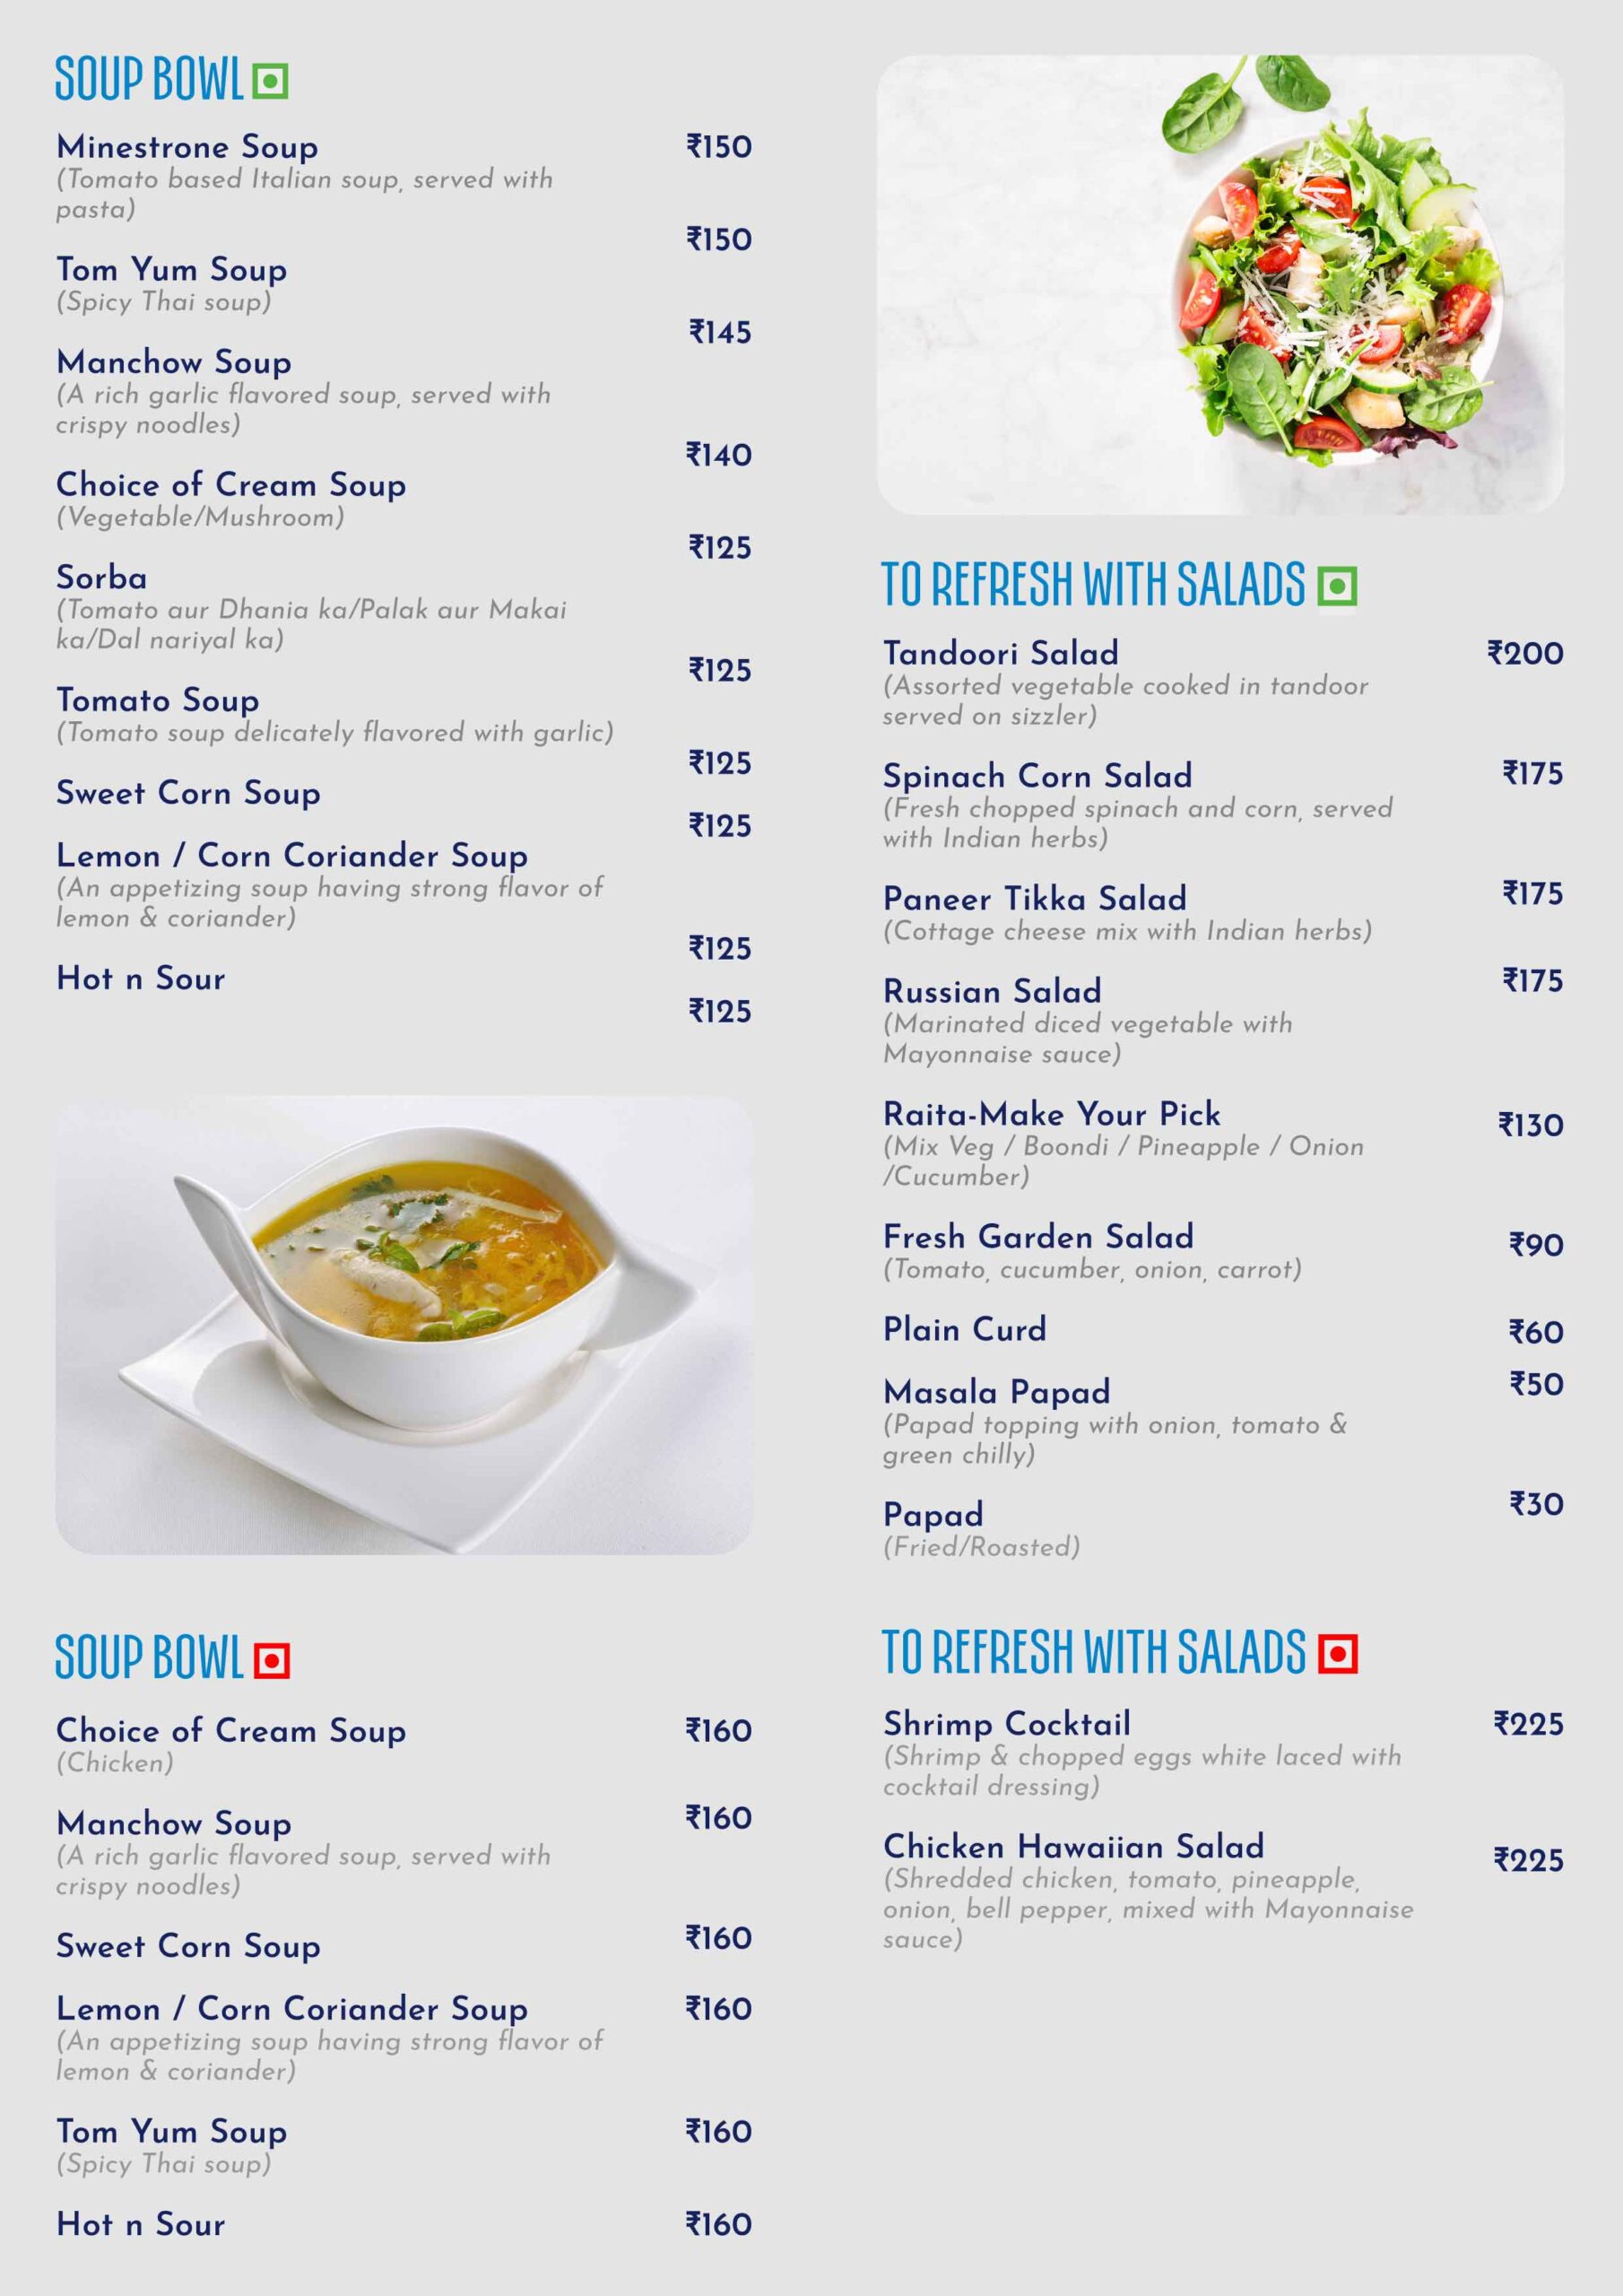 SOUP BOWL
Minestrone Soup ₹150
(Tomato based Italian soup, served with
pasta)
₹150
Tom Yum Soup
(Spicy Thai soup)
₹145
Manchow Soup
(A rich garlic flavored soup, served with
crispy noodles)
₹140
Choice of Cream Soup
(Vegetable/Mushroom)
₹125
Sorba
(Tomato aur Dhania ka/Palak aur Makai
ka/Dal nariyal ka)
₹125
Tomato Soup
(Tomato soup delicately flavored with garlic)
₹125
Sweet Corn Soup
₹125
Lemon / Corn Coriander Soup
(An appetizing soup having strong flavor of
lemon & coriander)
₹125
Hot n Sour
₹125
SOUP BOWL
Choice of Cream Soup ₹160
(Chicken)
Manchow Soup ₹160
(A rich garlic flavored soup, served with
crispy noodles)
Sweet Corn Soup ₹160
Lemon / Corn Coriander Soup ₹160
(An appetizing soup having strong flavor of
lemon & coriander)
Tom Yum Soup ₹160
(Spicy Thai soup)
Hot n Sour ₹160
TO REFRESH WITH SALADS
Tandoori Salad ₹200
(Assorted vegetable cooked in tandoor
served on sizzler)
Spinach Corn Salad ₹175
(Fresh chopped spinach and corn, served
with Indian herbs)
Paneer Tikka Salad ₹175
(Cottage cheese mix with Indian herbs)
Russian Salad ₹175
(Marinated diced vegetable with
Mayonnaise sauce)
Raita-Make Your Pick ₹130
(Mix Veg / Boondi / Pineapple / Onion
/Cucumber)
Fresh Garden Salad ₹90
(Tomato, cucumber, onion, carrot)
Plain Curd ₹60
Masala Papad ₹50
(Papad topping with onion, tomato &
green chilly)
Papad ₹30
(Fried/Roasted)
TO REFRESH WITH SALADS
Shrimp Cocktail ₹225
(Shrimp & chopped eggs white laced with
cocktail dressing)
Chicken Hawaiian Salad ₹225
(Shredded chicken, tomato, pineapple,
onion, bell pepper, mixed with Mayonnaise
sauce)